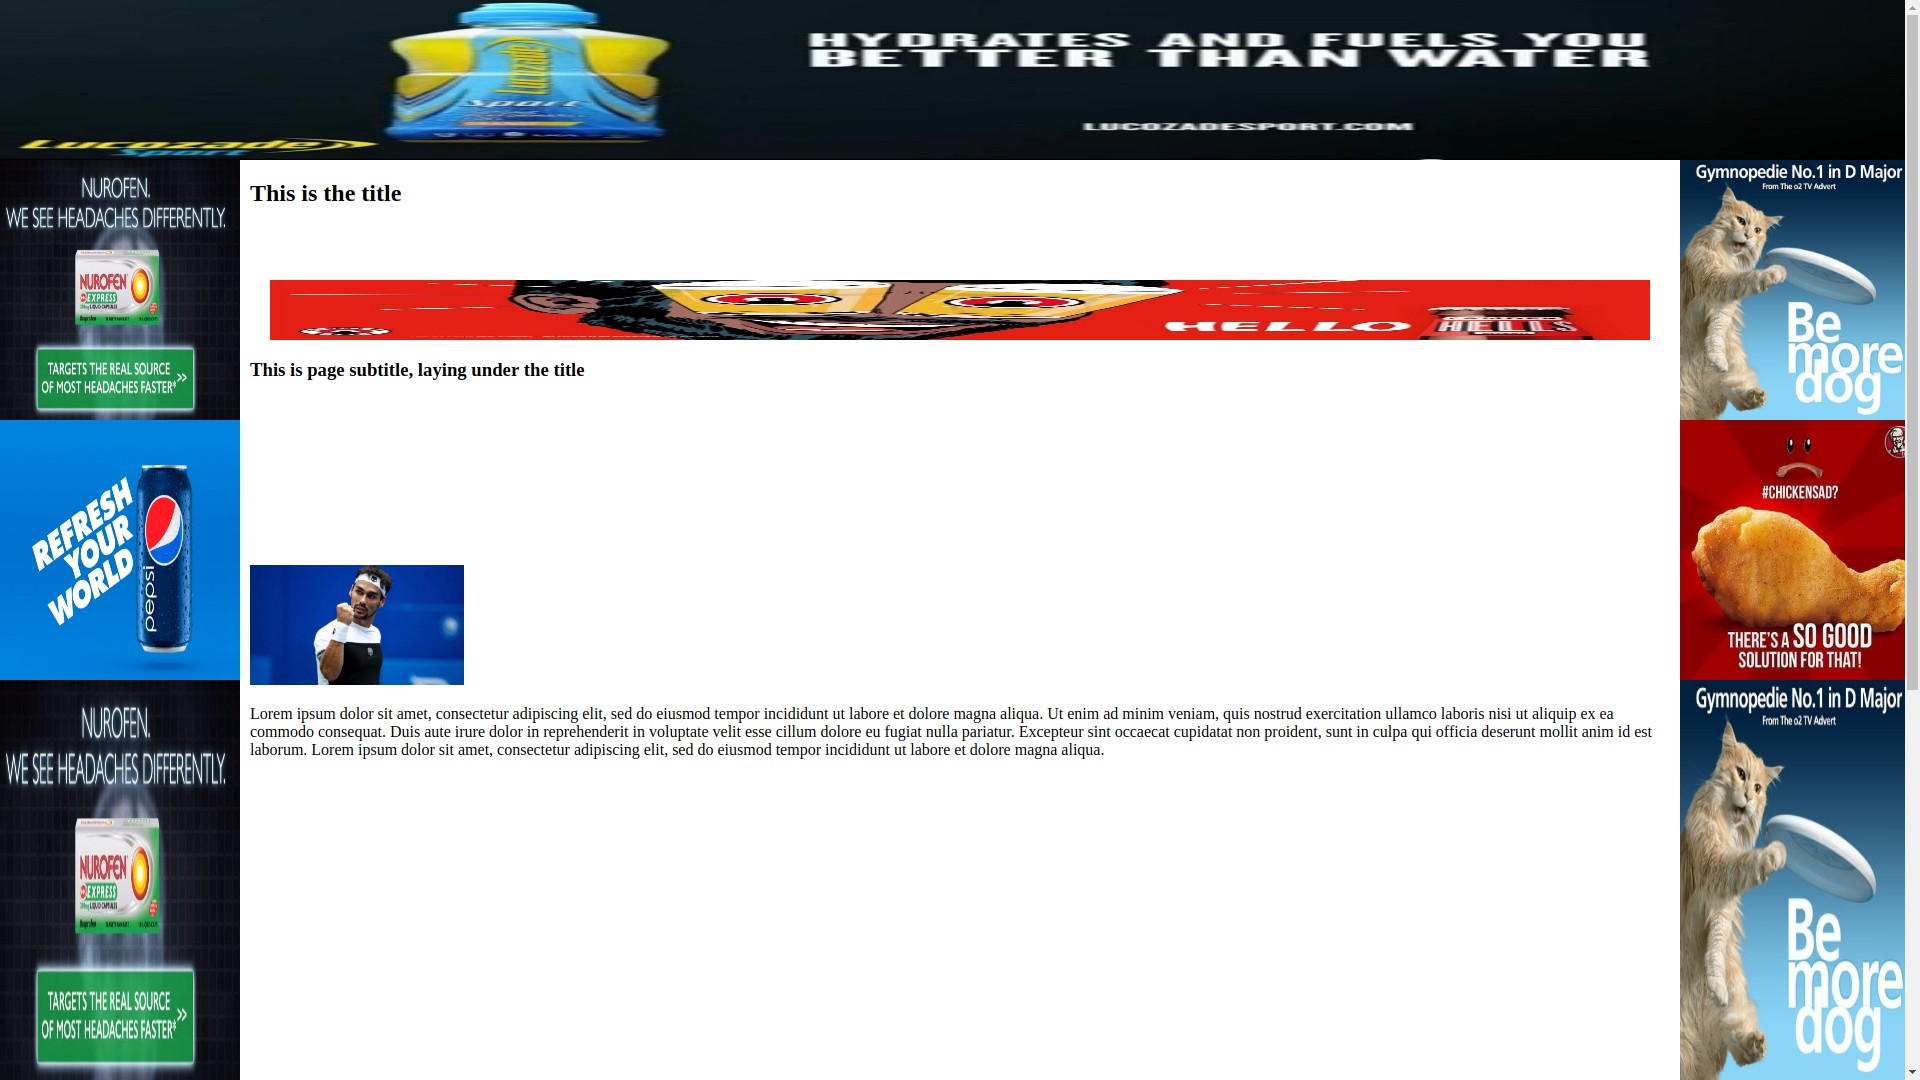 HYDRATES AND FUELS YOU
BETTER THAN WATER
Lucozade
Sport
LUCOZADESPORT.COM
Lucozade
Sport
NUROFEN.
WE SEE HEADACHES DIFFERENTLY.
NUROFEN
EXPRESS
LIQUID CAPSULES
TARGETS THE REAL SOURCE
OF MOST HEADACHES FASTER* »
This is the title
Gymnopedie No.1 in D Major
From The o2 TV Advert
Be
more
dog
HELLO
HELL'S
This is page subtitle, laying under the title
REFRESH
YOUR
WORLD
pepsi
KFC
#CHICKENSAD?
THERE'S A SO GOOD
SOLUTION FOR THAT!
Lorem ipsum dolor sit amet, consectetur adipiscing elit, sed do eiusmod tempor incididunt ut labore et dolore magna aliqua. Ut enim ad minim veniam, quis nostrud exercitation ullamco laboris nisi ut aliquip ex ea
commodo consequat. Duis aute irure dolor in reprehenderit in voluptate velit esse cillum dolore eu fugiat nulla pariatur. Excepteur sint occaecat cupidatat non proident, sunt in culpa qui officia deserunt mollit anim id est
laborum. Lorem ipsum dolor sit amet, consectetur adipiscing elit, sed do eiusmod tempor incididunt ut labore et dolore magna aliqua.
NUROFEN.
WE SEE HEADACHES DIFFERENTLY.
NUROFEN
EXPRESS
LIQUID CAPSULES
Ibuprofen
TARGETS THE REAL SOURCE
OF MOST HEADACHES FASTER* »
Gymnopedie No.1 in D Major
From The o2 TV Advert
Be
more
dog